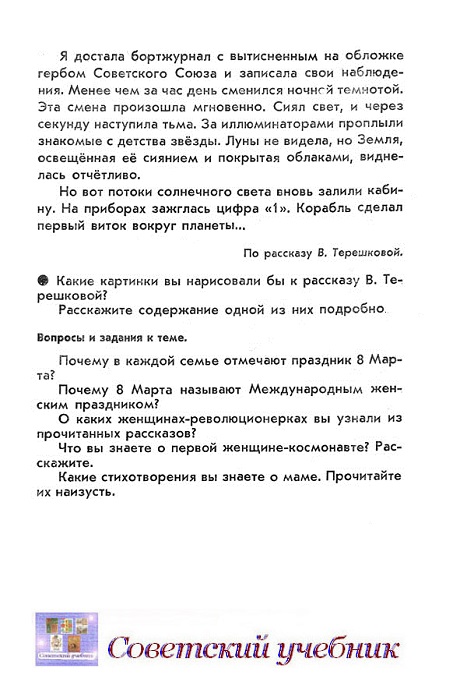 Я достала бортжурнал с вытисненным на обложке
гербом Советского Союза и записала свои наблюде-
ния. Менее чем за час день сменился ночной темнотой.
Эта смена произошла мгновенно. Сиял свет, и через
секунду наступила тьма. За иллюминаторами проплыли
знакомые с детства звёзды. Луны не видела, но Земля,
освещённая её сиянием и покрытая облаками, видне-
лась отчётливо.
Но вот потоки солнечного света вновь залили каби-
ну. На приборах зажглась цифра «1». Корабль сделал
первый виток вокруг планеты...
По рассказу В. Терешковой.
Какие картинки вы нарисовали бы к рассказу В. Те-
решковой?
Расскажите содержание одной из них подробно.
Вопросы и задания к теме.
Почему в каждой семье отмечают праздник 8 Мар-
та?
Почему 8 Марта называют Международным жен-
ским праздником?
О каких женщинах-революционерках вы узнали из
прочитанных рассказов?
Что вы знаете о первой женщине-космонавте? Рас-
скажите.
Какие стихотворения вы знаете о маме. Прочитайте
их наизусть.
Советский учебник
Советский учебник